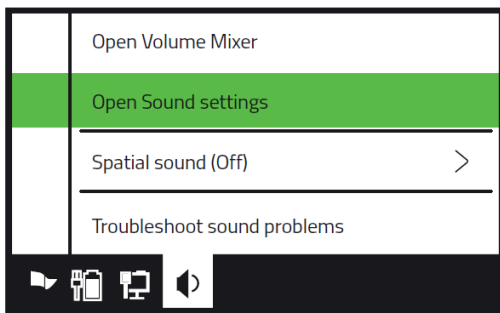 Open Volume Mixer
Open Sound settings
Spatial sound (Off)
Troubleshoot sound problems